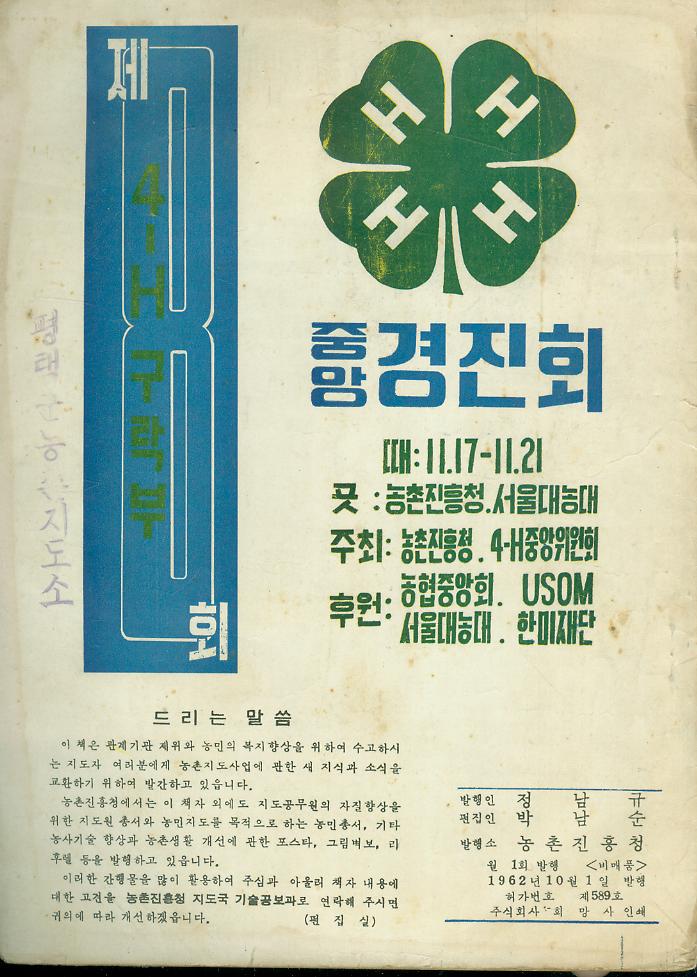 제 8 회
4-H 구락부
H H
H H
중앙 경진회
때: 11.17-11.21
곳 : 농촌진흥청. 서울대농대
주최: 농촌진흥청. 4-H중앙위원회
후원: 농협중앙회. USOM
서울대농대. 한미재단
평택군농촌지도소
드리는 말씀
이 책은 관계기관 제위와 농민의 복지향상을 위하여 수고하시
는 지도자 여러분에게 농촌지도사업에 관한 새 지식과 소식을
교환하기 위하여 발간하고 있읍니다.
농촌진흥청에서는 이 책자 외에도 지도공무원의 자질향상을
위한 지도원 총서와 농민지도를 목적으로 하는 농민총서, 기타
농사기술 향상과 농촌생활 개선에 관한 포스타, 그림벽보, 리
후렡 등을 발행하고 있읍니다.
이러한 간행물을 많이 활용하여 주심과 아울러 책자 내용에
대한 고견을 농촌진흥청 지도국 기술공보과로 연락해 주시면
귀의에 따라 개선하겠읍니다. (편 집 실)
발행인 정 남 규
편집인 박 남 순
발행소 농촌진흥청
월 1회 발행 <비매품>
1962년 10월 1일 발행
허가번호 제589호
주식회사 희망사 인쇄